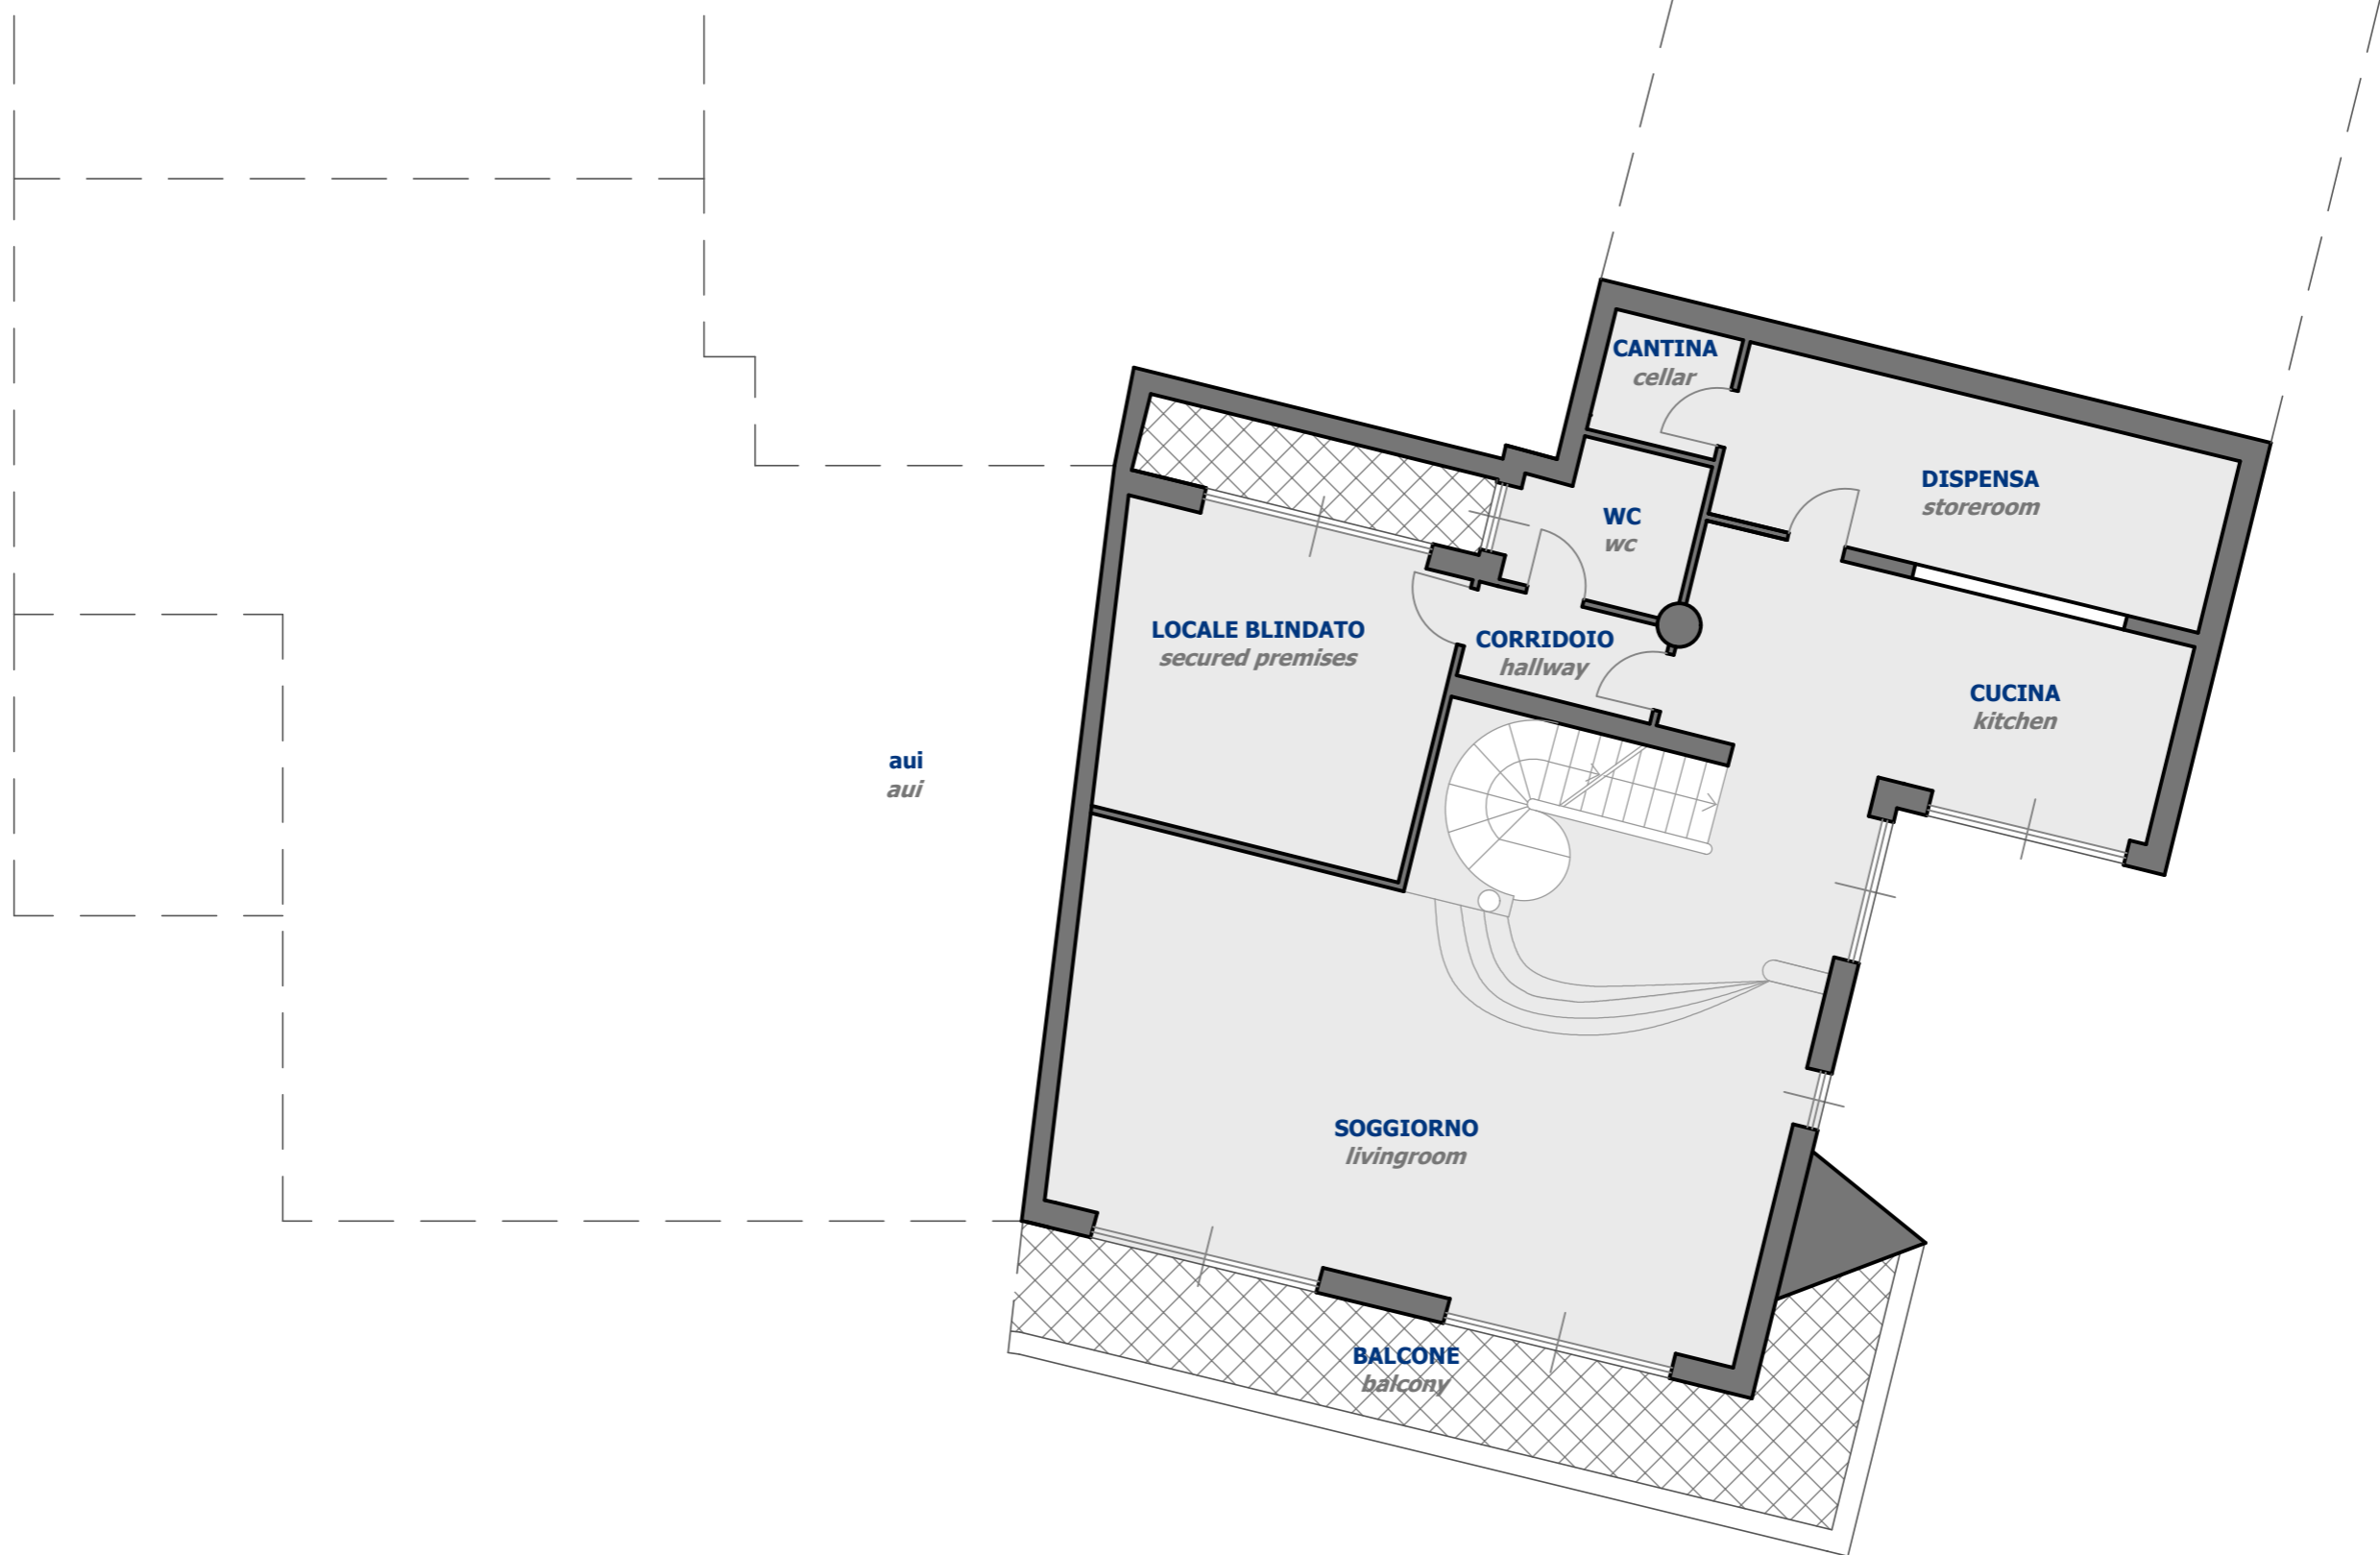 CANTINA
cellar
DISPENSA
storeroom
WC
wc
LOCALE BLINDATO
secured premises
CORRIDOIO
hallway
CUCINA
kitchen
aui
aui
SOGGIORNO
livingroom
BALCONE
balcony